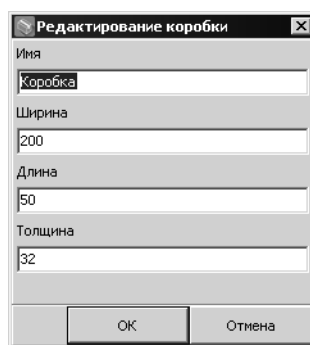 Редактирование коробки
Имя
Коробка
Ширина
200
Длина
50
Толщина
32
OK Отмена